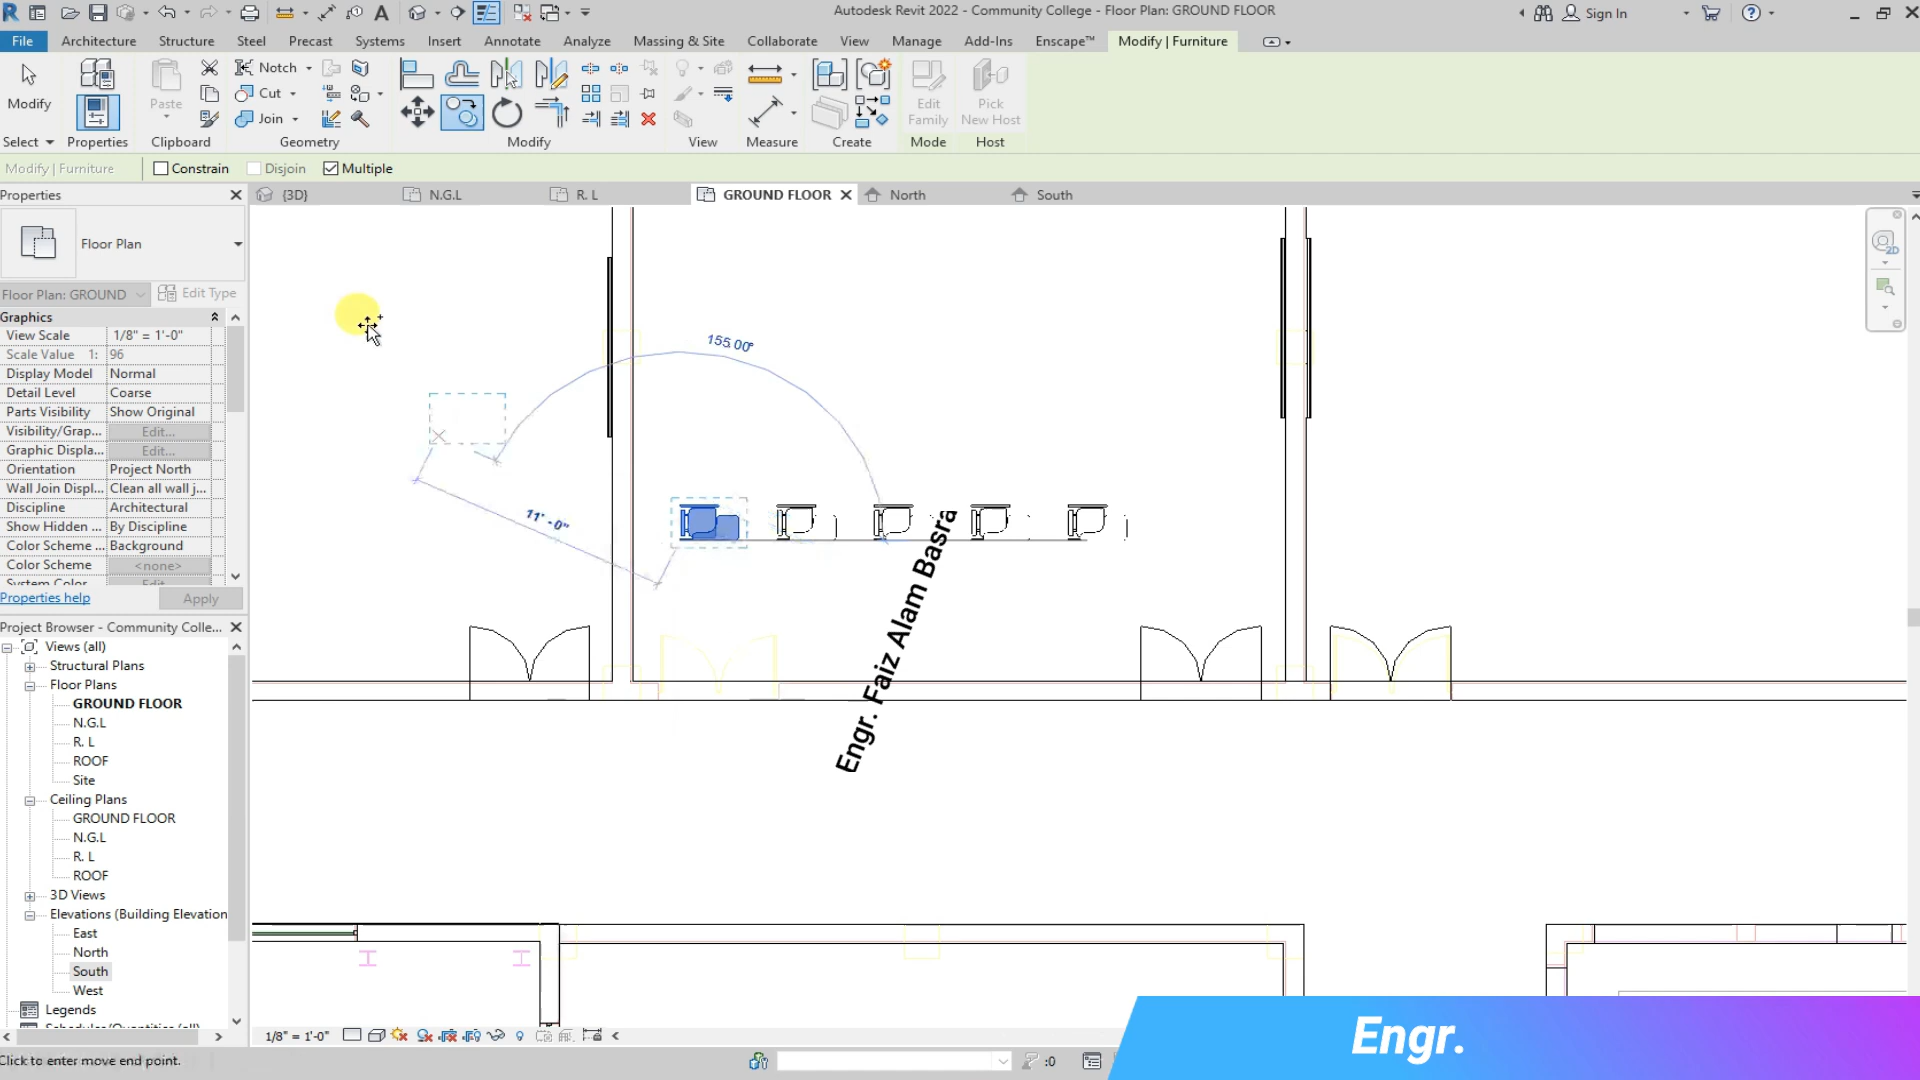 Autodesk Revit 2022 - Community College - Floor Plan: GROUND FLOOR
Sign In
File Architecture Structure Steel Precast Systems Insert Annotate Analyze Massing & Site Collaborate View Manage Add-Ins Enscape™ Modify | Furniture
Modify Paste Notch Cut Join Edit Family Pick New Host
Select Properties Clipboard Geometry Modify View Measure Create Mode Host
Modify | Furniture Constrain Disjoin Multiple
Properties {3D} N.G.L R. L GROUND FLOOR North South
Floor Plan
Floor Plan: GROUND Edit Type
Graphics
View Scale 1/8" = 1'-0"
Scale Value 1: 96
Display Model Normal
Detail Level Coarse
Parts Visibility Show Original
Visibility/Grap... Edit...
Graphic Displa... Edit...
Orientation Project North
Wall Join Displ... Clean all wall j...
Discipline Architectural
Show Hidden ... By Discipline
Color Scheme ... Background
Color Scheme <none>
Properties help Apply
155.00°
11' -0"
Engr. Faiz Alam Basra
Project Browser - Community Colle...
Views (all)
Structural Plans
Floor Plans
GROUND FLOOR
N.G.L
R. L
ROOF
Site
Ceiling Plans
GROUND FLOOR
N.G.L
R. L
ROOF
3D Views
Elevations (Building Elevation
East
North
South
West
Legends
1/8" = 1'-0"
Click to enter move end point.
:0
Engr.
2D